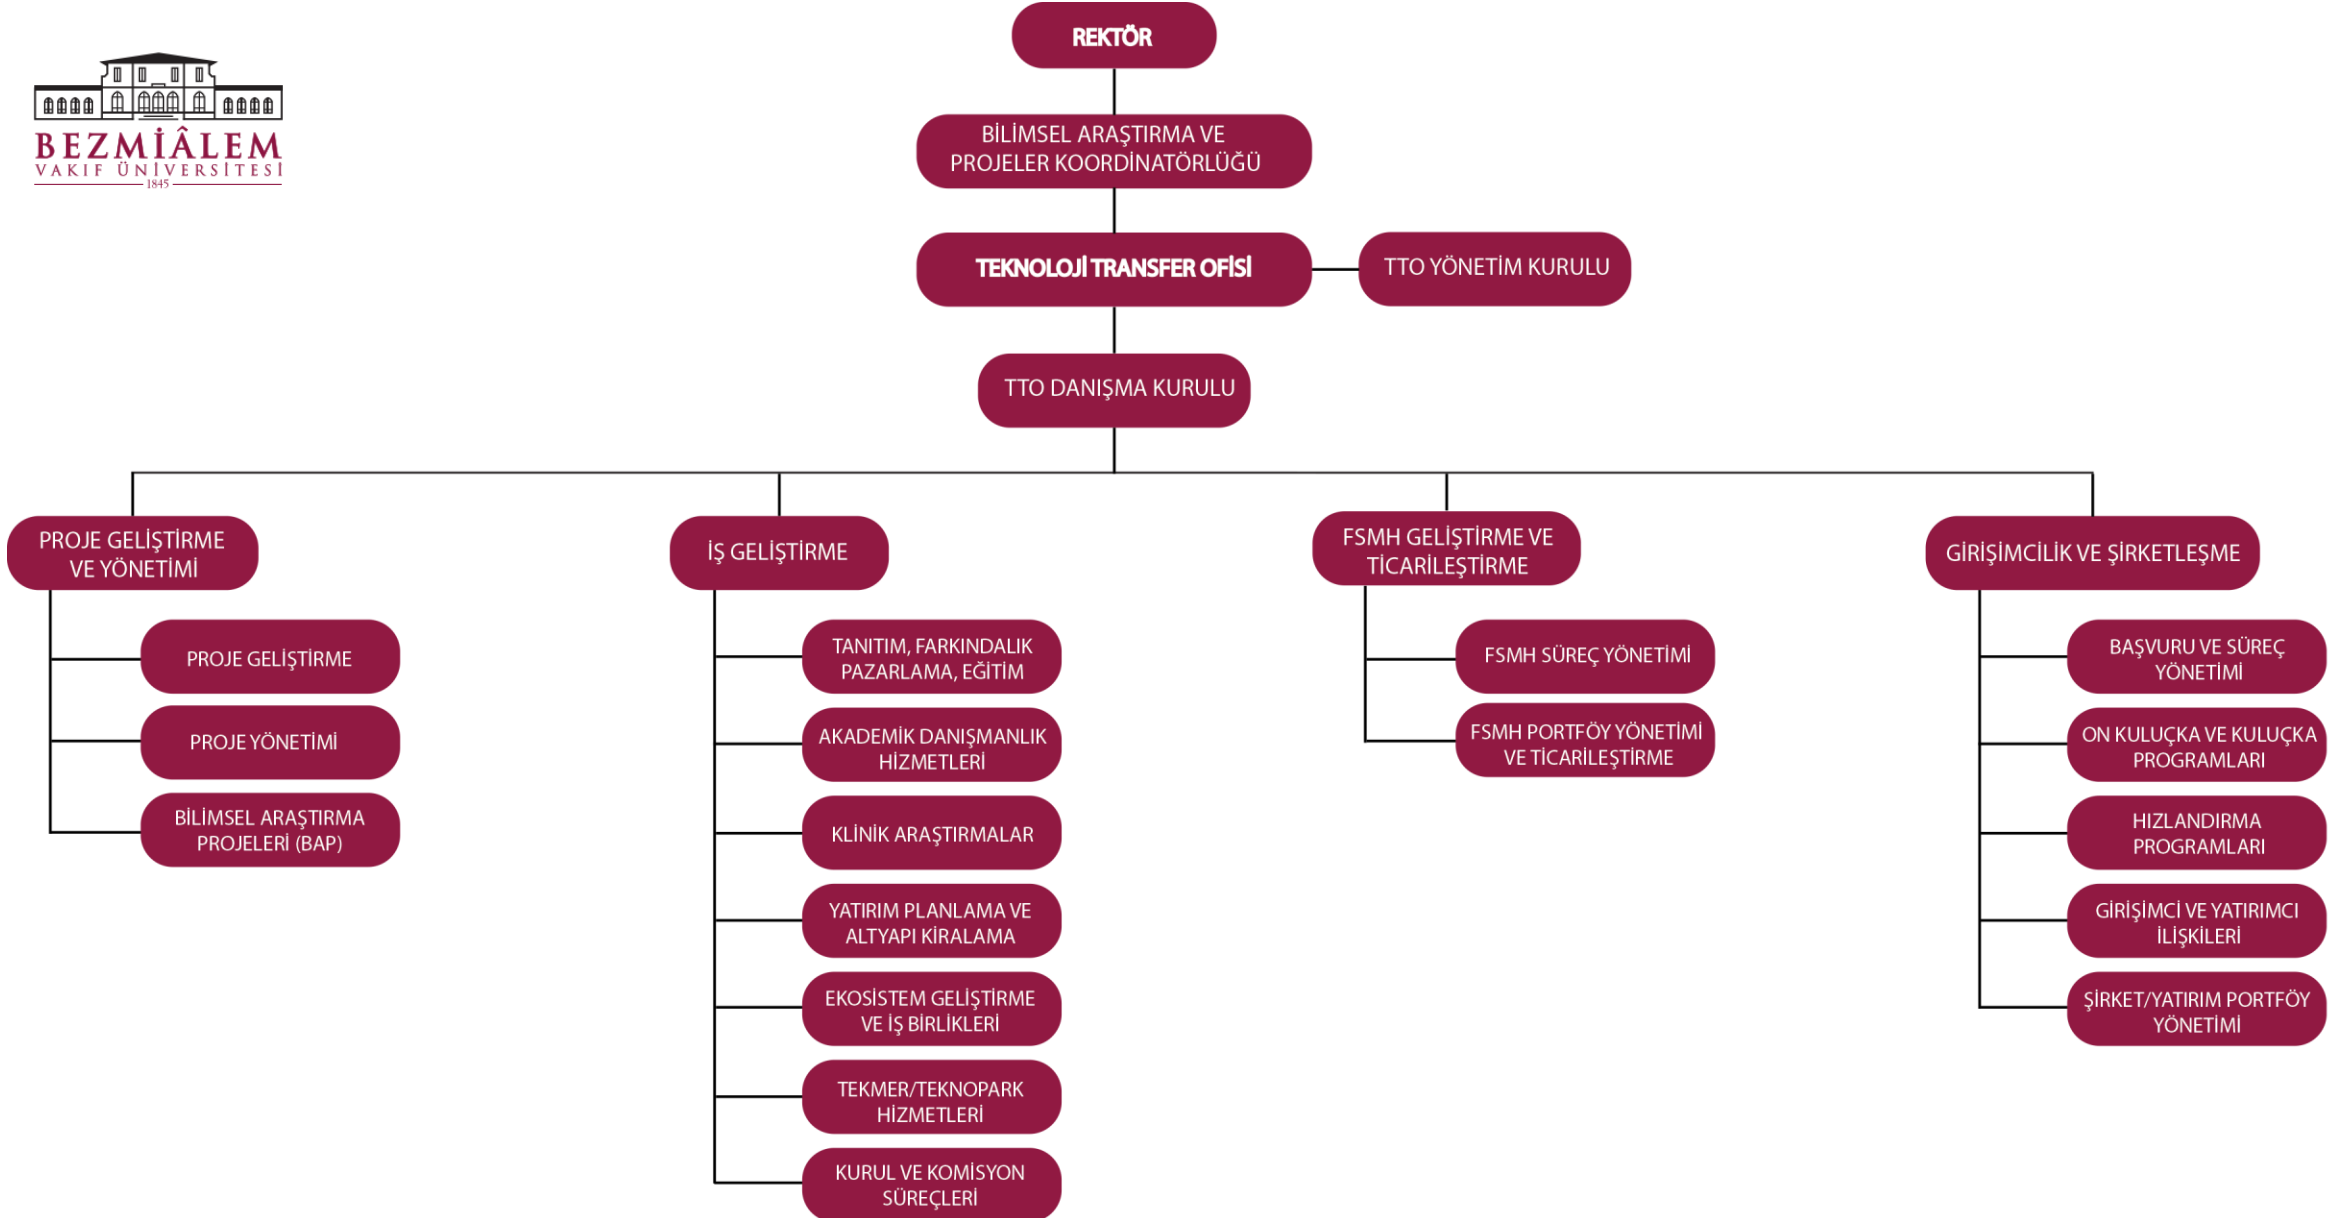 REKTÖR
BEZMİÂLEM
VAKIF ÜNİVERSİTESİ
1845
BİLİMSEL ARAŞTIRMA VE
PROJELER KOORDİNATÖRLÜĞÜ
TEKNOLOJİ TRANSFER OFİSİ
TTO YÖNETİM KURULU
TTO DANIŞMA KURULU
PROJE GELİŞTİRME
VE YÖNETİMİ
PROJE GELİŞTİRME
PROJE YÖNETİMİ
BİLİMSEL ARAŞTIRMA
PROJELERİ (BAP)
İŞ GELİŞTİRME
TANITIM, FARKINDALIK
PAZARLAMA, EĞİTİM
AKADEMİK DANIŞMANLIK
HİZMETLERİ
KLİNİK ARAŞTIRMALAR
YATIRIM PLANLAMA VE
ALTYAPI KİRALAMA
EKOSİSTEM GELİŞTİRME
VE İŞ BİRLİKLERİ
TEKMER/TEKNOPARK
HİZMETLERİ
KURUL VE KOMİSYON
SÜREÇLERİ
FSMH GELİŞTİRME VE
TİCARİLEŞTİRME
FSMH SÜREÇ YÖNETİMİ
FSMH PORTFÖY YÖNETİMİ
VE TİCARİLEŞTİRME
GİRİŞİMCİLİK VE ŞİRKETLEŞME
BAŞVURU VE SÜREÇ
YÖNETİMİ
ON KULUÇKA VE KULUÇKA
PROGRAMLARI
HIZLANDIRMA
PROGRAMLARI
GİRİŞİMCİ VE YATIRIMCI
İLİŞKİLERİ
ŞİRKET/YATIRIM PORTFÖY
YÖNETİMİ